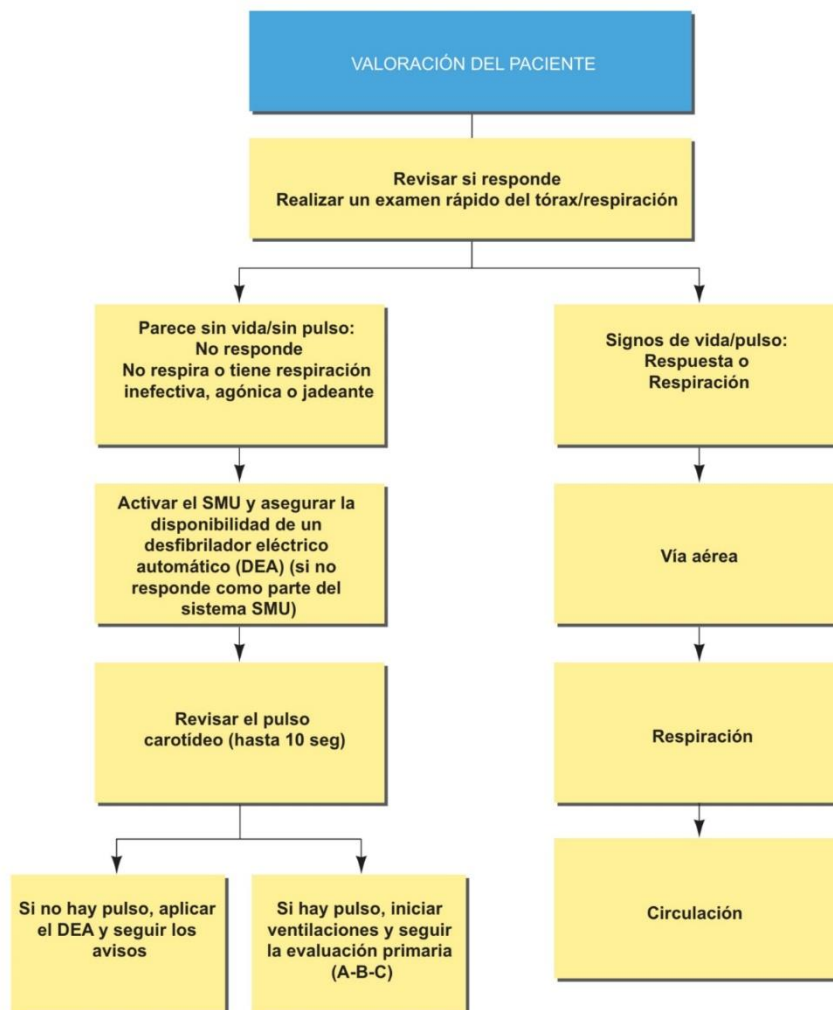 VALORACIÓN DEL PACIENTE
Revisar si responde
Realizar un examen rápido del tórax/respiración
Parece sin vida/sin pulso:
No responde
No respira o tiene respiración
inefectiva, agónica o jadeante
Signos de vida/pulso:
Respuesta o
Respiración
Activar el SMU y asegurar la
disponibilidad de un
desfibrilador eléctrico
automático (DEA) (si no
responde como parte del
sistema SMU)
Vía aérea
Revisar el pulso
carotídeo (hasta 10 seg)
Respiración
Si no hay pulso, aplicar
el DEA y seguir los
avisos
Si hay pulso, iniciar
ventilaciones y seguir
la evaluación primaria
(A-B-C)
Circulación